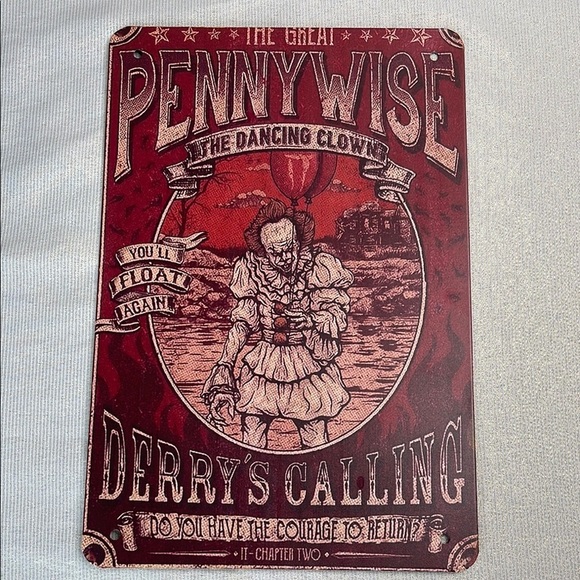 THE GREAT
PENNYWISE
THE DANCING CLOWN
YOU'LL
FLOAT
AGAIN
DERRY'S CALLING
DO YOU HAVE THE COURAGE TO RETURN?
• IT - CHAPTER TWO •